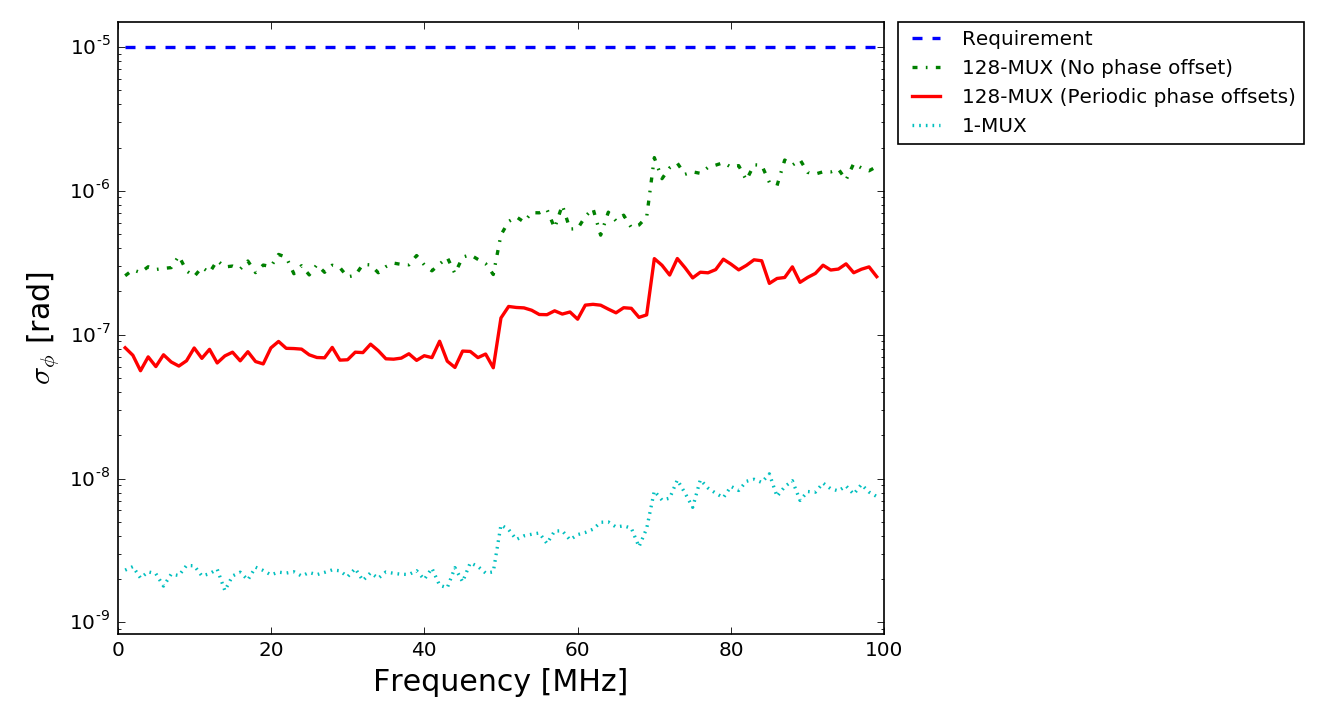 10^-5
10^-6
10^-7
10^-8
10^-9
σ_ϕ [rad]
0 20 40 60 80 100
Frequency [MHz]
Requirement
128-MUX (No phase offset)
128-MUX (Periodic phase offsets)
1-MUX